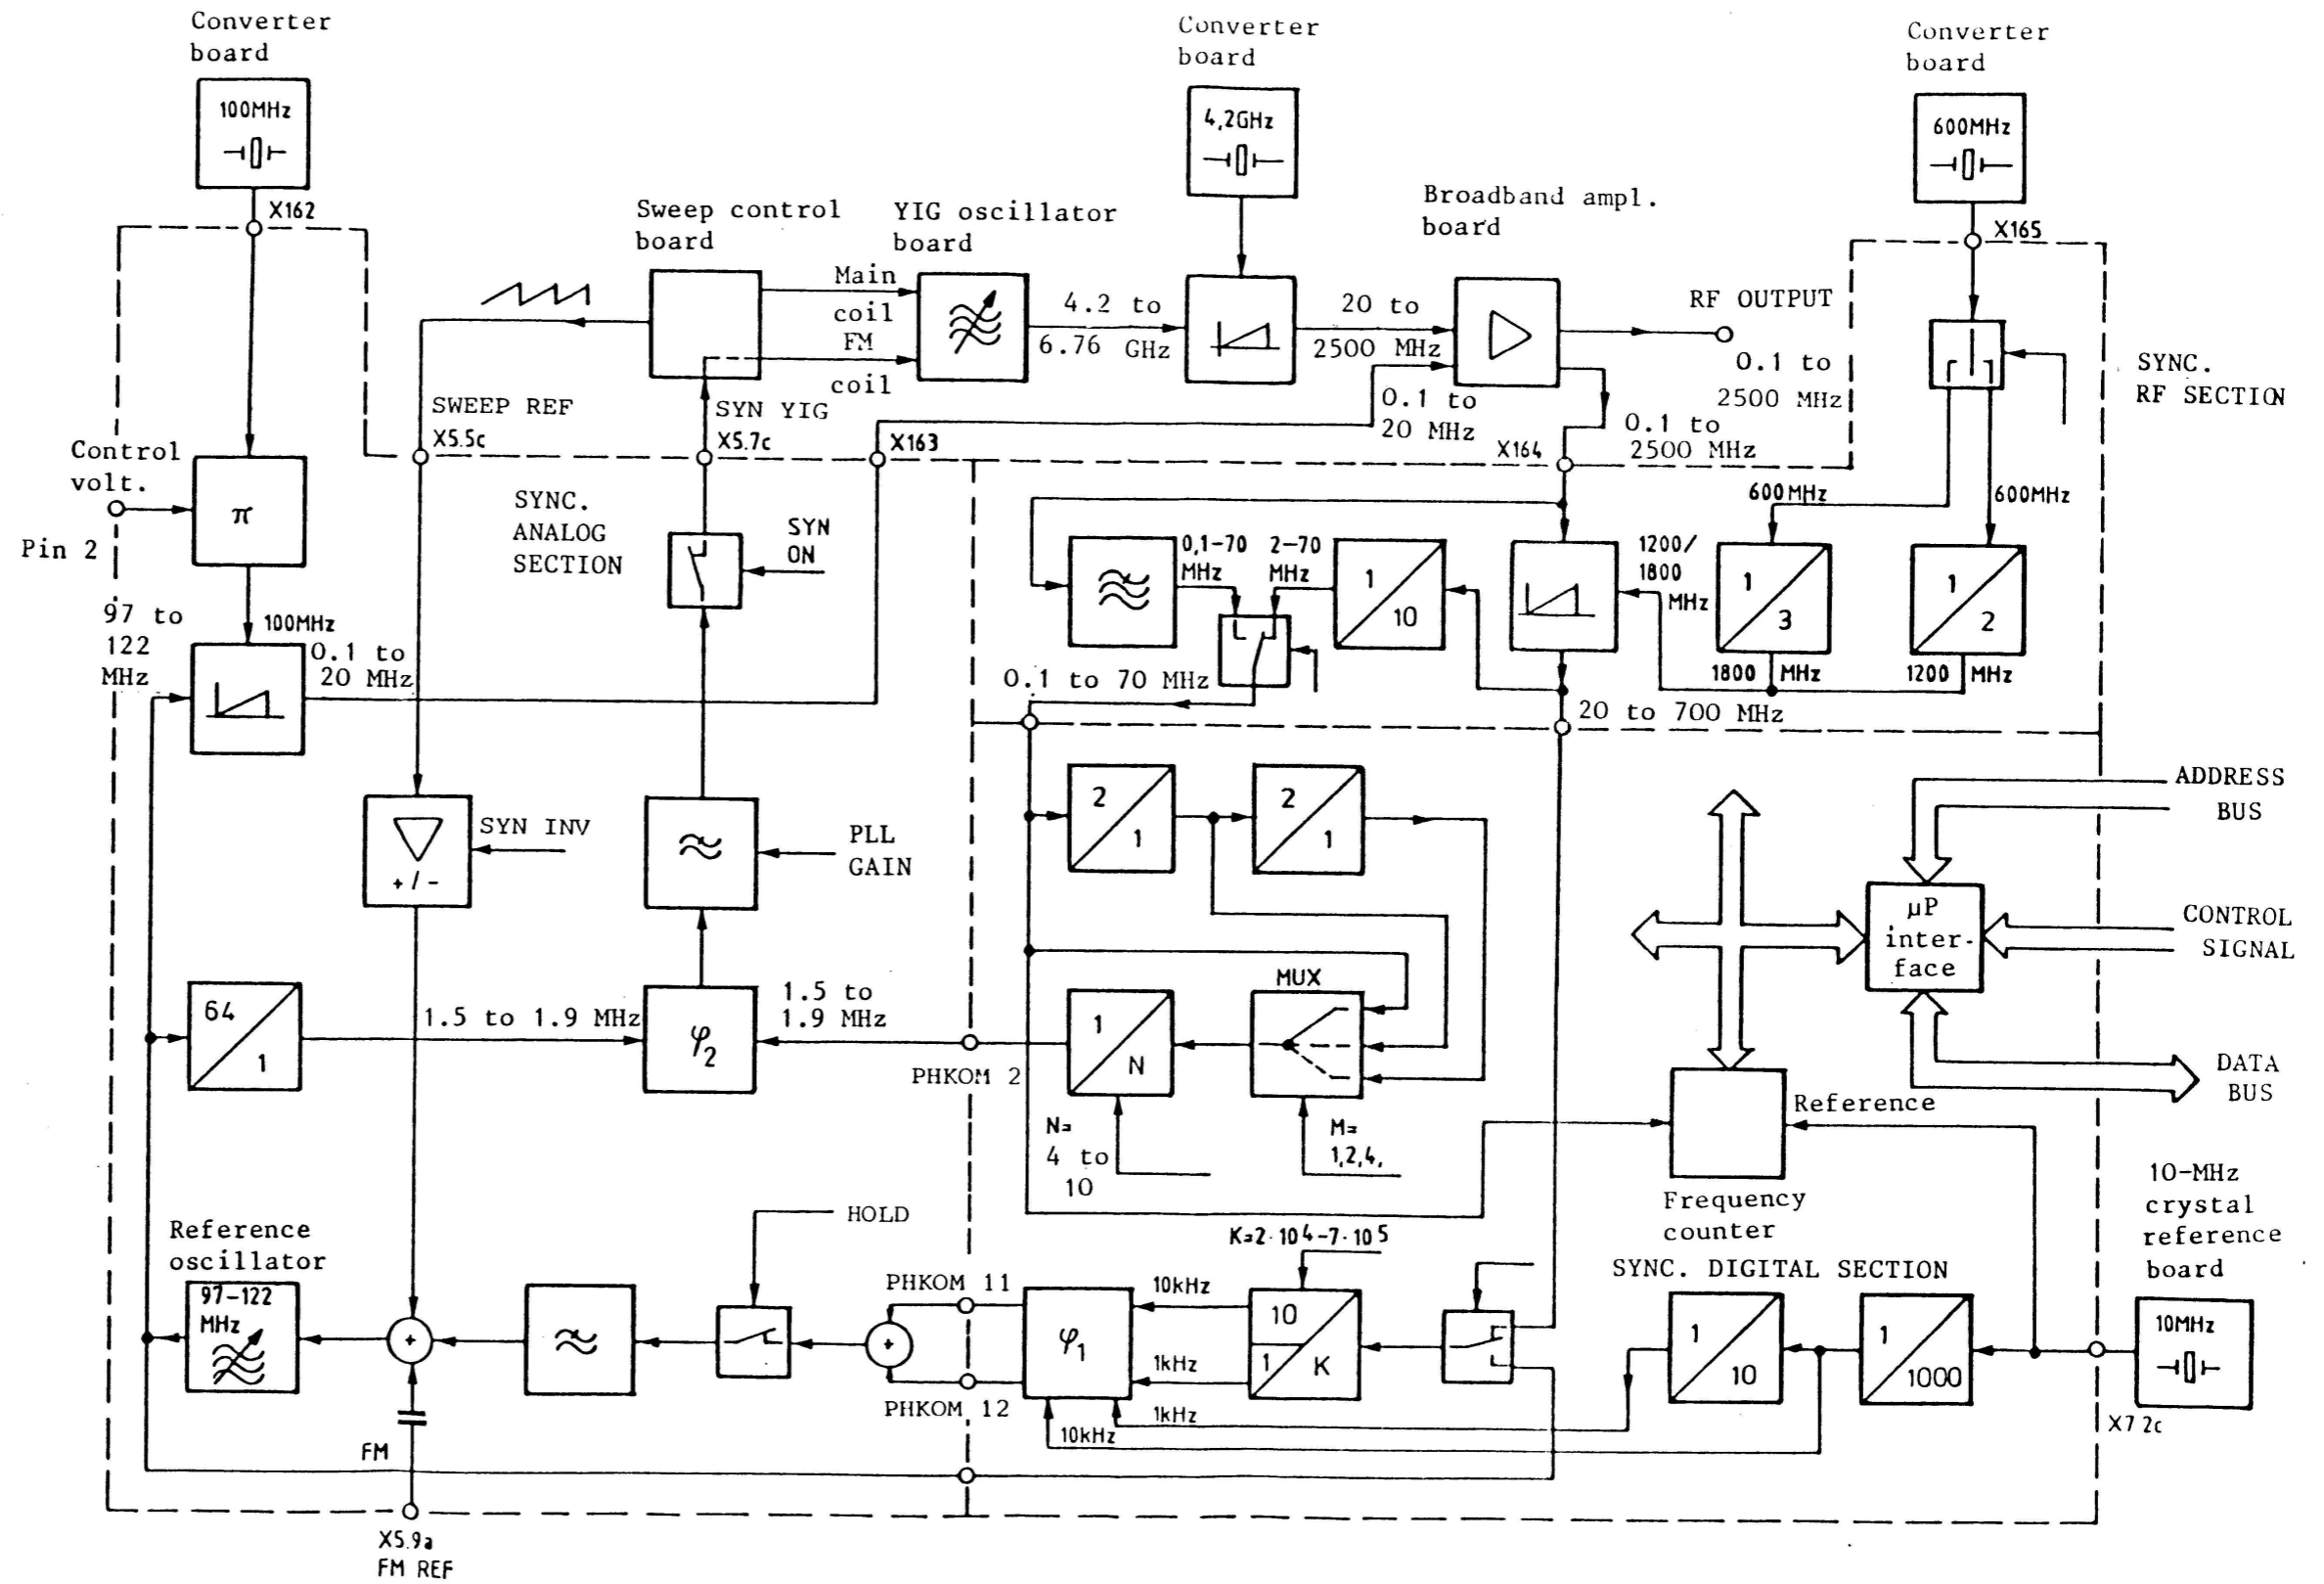 Converter
board
100MHz
X162
Converter
board
4,2GHz
Converter
board
600MHz
X165
Sweep control
board
YIG oscillator
board
Broadband ampl.
board
Main
coil
FM
coil
4.2 to
6.76 GHz
20 to
2500 MHz
RF OUTPUT
0.1 to
2500 MHz
SYNC.
RF SECTION
SWEEP REF
X5.5c
SYN YIG
X5.7c
X163
0.1 to
20 MHz
X164
0.1 to
2500 MHz
Control
volt.
Pin 2
π
SYNC.
ANALOG
SECTION
SYN
ON
600MHz
600MHz
0,1-70
MHz
2-70
MHz
1
10
1200/
1800
MHz
1
3
1
2
1800 MHz
1200 MHz
97 to
122
MHz
100MHz
0.1 to
20 MHz
0.1 to 70 MHz
20 to 700 MHz
+/-
SYN INV
PLL
GAIN
2
1
2
1
ADDRESS
BUS
µP
inter-
face
CONTROL
SIGNAL
DATA
BUS
64
1
1.5 to 1.9 MHz
φ2
1.5 to
1.9 MHz
PHKOM 2
1
N
MUX
N=
4 to
10
M=
1,2,4,
Reference
Frequency
counter
10-MHz
crystal
reference
board
Reference
oscillator
97-122
MHz
+
HOLD
+
PHKOM 11
PHKOM 12
φ1
10kHz
1kHz
K=2·10 4-7·10 5
10
1
K
SYNC. DIGITAL SECTION
1
10
1
1000
10MHz
X7 2c
1kHz
10kHz
FM
X5.9a
FM REF